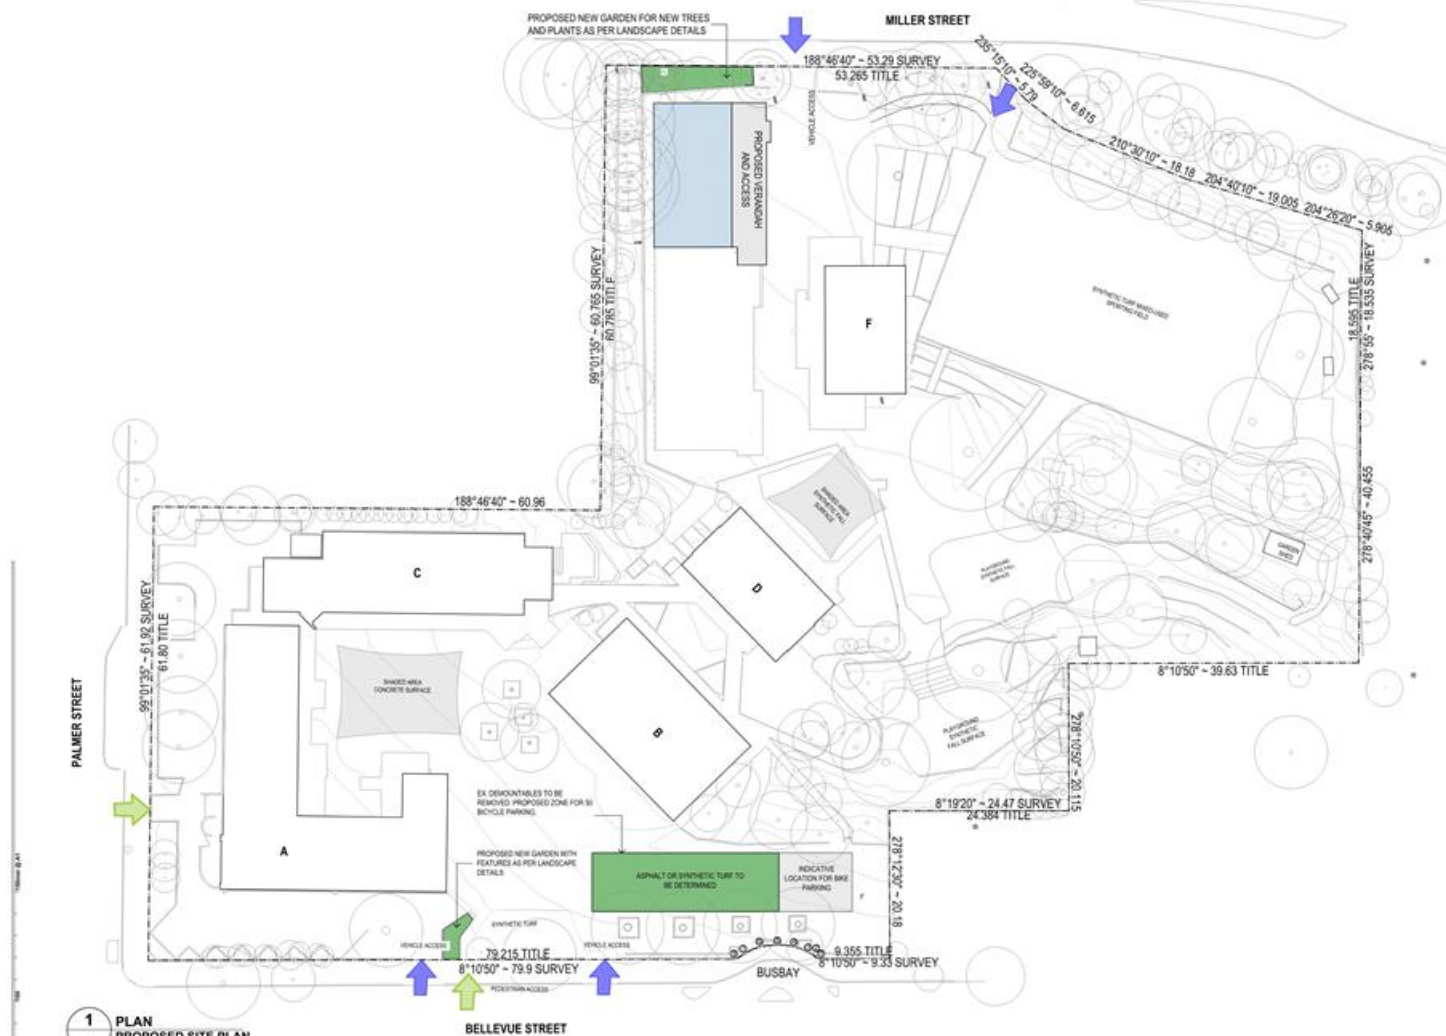 PROPOSED NEW GARDEN FOR NEW TREES
AND PLANTS AS PER LANDSCAPE DETAILS
MILLER STREET
188°46'40" ~ 53.29 SURVEY
53.265 TITLE
235°15'10" ~ 5.79
225°59'10" ~ 6.615
210°30'10" ~ 18.18
204°40'10" ~ 19.005
204°26'20" ~ 5.905
VEHICLE ACCESS
PROPOSED VERANDAH
AND ACCESS
99°01'35" ~ 60.765 SURVEY
60.785 TITLE
F
SYNTHETIC TURF MIXED-USED
SPORTING FIELD
18.595 TITLE
278°55' ~ 18.535 SURVEY
278°40'45" ~ 40.455
188°46'40" ~ 60.96
SHADED AREA
SYNTHETIC FALL
SURFACE
GARDEN
SHED
PLAYGROUND
SYNTHETIC FALL
SURFACE
C
D
99°01'35" ~ 61.92 SURVEY
61.80 TITLE
PALMER STREET
SHADED AREA
CONCRETE SURFACE
B
8°10'50" ~ 39.63 TITLE
278°10'50" ~ 20.115
PLAYGROUND
SYNTHETIC
FALL SURFACE
EX. DEMOUNTABLES TO BE
REMOVED. PROPOSED ZONE FOR 50
BICYCLE PARKING.
8°19'20" ~ 24.47 SURVEY
24.384 TITLE
A
PROPOSED NEW GARDEN WITH
FEATURES AS PER LANDSCAPE
DETAILS
ASPHALT OR SYNTHETIC TURF TO
BE DETERMINED
INDICATIVE
LOCATION FOR BIKE
PARKING
278°12'30" ~ 20.18
SYNTHETIC TURF
VEHICLE ACCESS
VEHICLE ACCESS
79.215 TITLE
8°10'50" ~ 79.9 SURVEY
9.355 TITLE
8°10'50" ~ 9.33 SURVEY
BUSBAY
PEDESTRIAN ACCESS
BELLEVUE STREET
1
PLAN
PROPOSED SITE PLAN